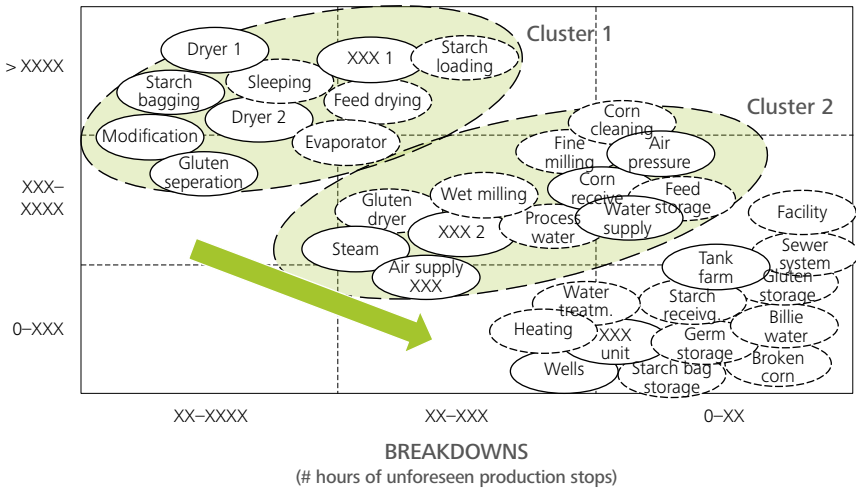 Cluster 1
Dryer 1
XXX 1
Starch
loading
> XXXX
Starch
bagging
Sleeping
Feed drying
Dryer 2
Cluster 2
Corn
cleaning
Modification
Evaporator
Fine
milling
Air
pressure
Gluten
seperation
XXX–
XXXX
Corn
receive
Feed
storage
Wet milling
Gluten
dryer
Process
water
Water
supply
Facility
XXX 2
Steam
Sewer
system
Tank
farm
Air supply
XXX
Gluten
storage
Water
treatm.
Starch
receivg.
Billie
water
0–XXX
Heating
XXX
unit
Germ
storage
Broken
corn
Wells
Starch bag
storage
XX–XXXX
XX–XXX
0–XX
BREAKDOWNS
(# hours of unforeseen production stops)